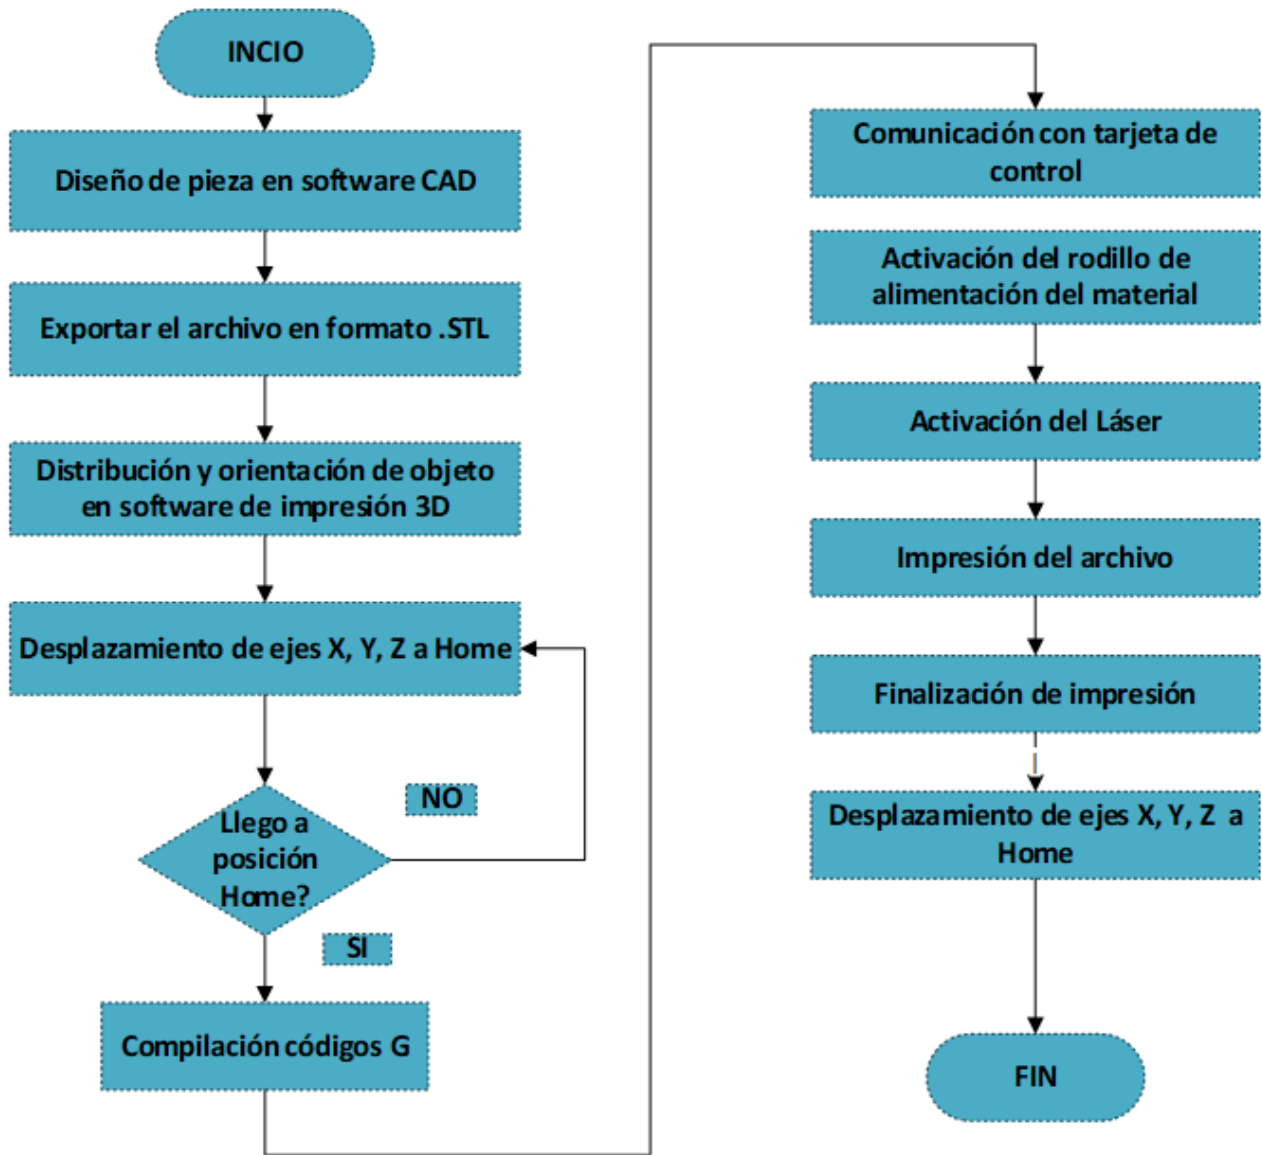 INCIO
Diseño de pieza en software CAD
Exportar el archivo en formato .STL
Distribución y orientación de objeto
en software de impresión 3D
Desplazamiento de ejes X, Y, Z a Home
NO
Llego a
posición
Home?
SI
Compilación códigos G
Comunicación con tarjeta de
control
Activación del rodillo de
alimentación del material
Activación del Láser
Impresión del archivo
Finalización de impresión
Desplazamiento de ejes X, Y, Z a
Home
FIN